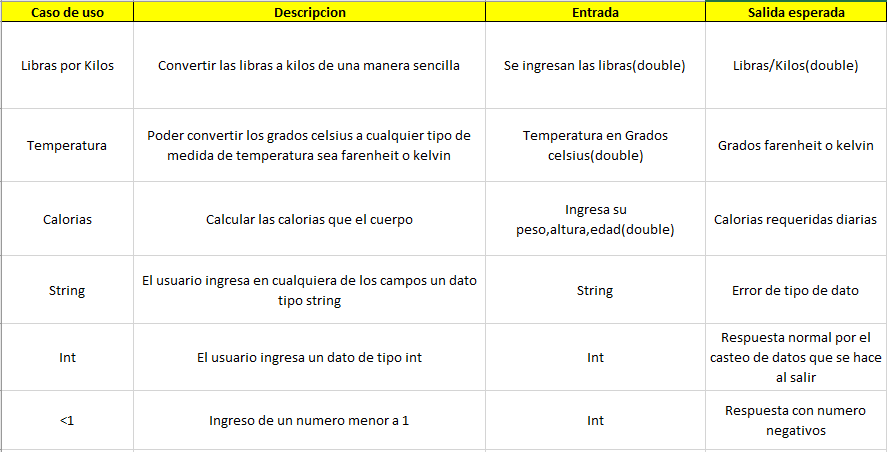 Caso de uso
Descripcion
Entrada
Salida esperada
Libras por Kilos
Convertir las libras a kilos de una manera sencilla
Se ingresan las libras(double)
Libras/Kilos(double)
Temperatura
Poder convertir los grados celsius a cualquier tipo de
medida de temperatura sea farenheit o kelvin
Temperatura en Grados
celsius(double)
Grados farenheit o kelvin
Calorias
Calcular las calorias que el cuerpo
Ingresa su
peso,altura,edad(double)
Calorias requeridas diarias
String
El usuario ingresa en cualquiera de los campos un dato
tipo string
String
Error de tipo de dato
Int
El usuario ingresa un dato de tipo int
Int
Respuesta normal por el
casteo de datos que se hace
al salir
<1
Ingreso de un numero menor a 1
Int
Respuesta con numero
negativos